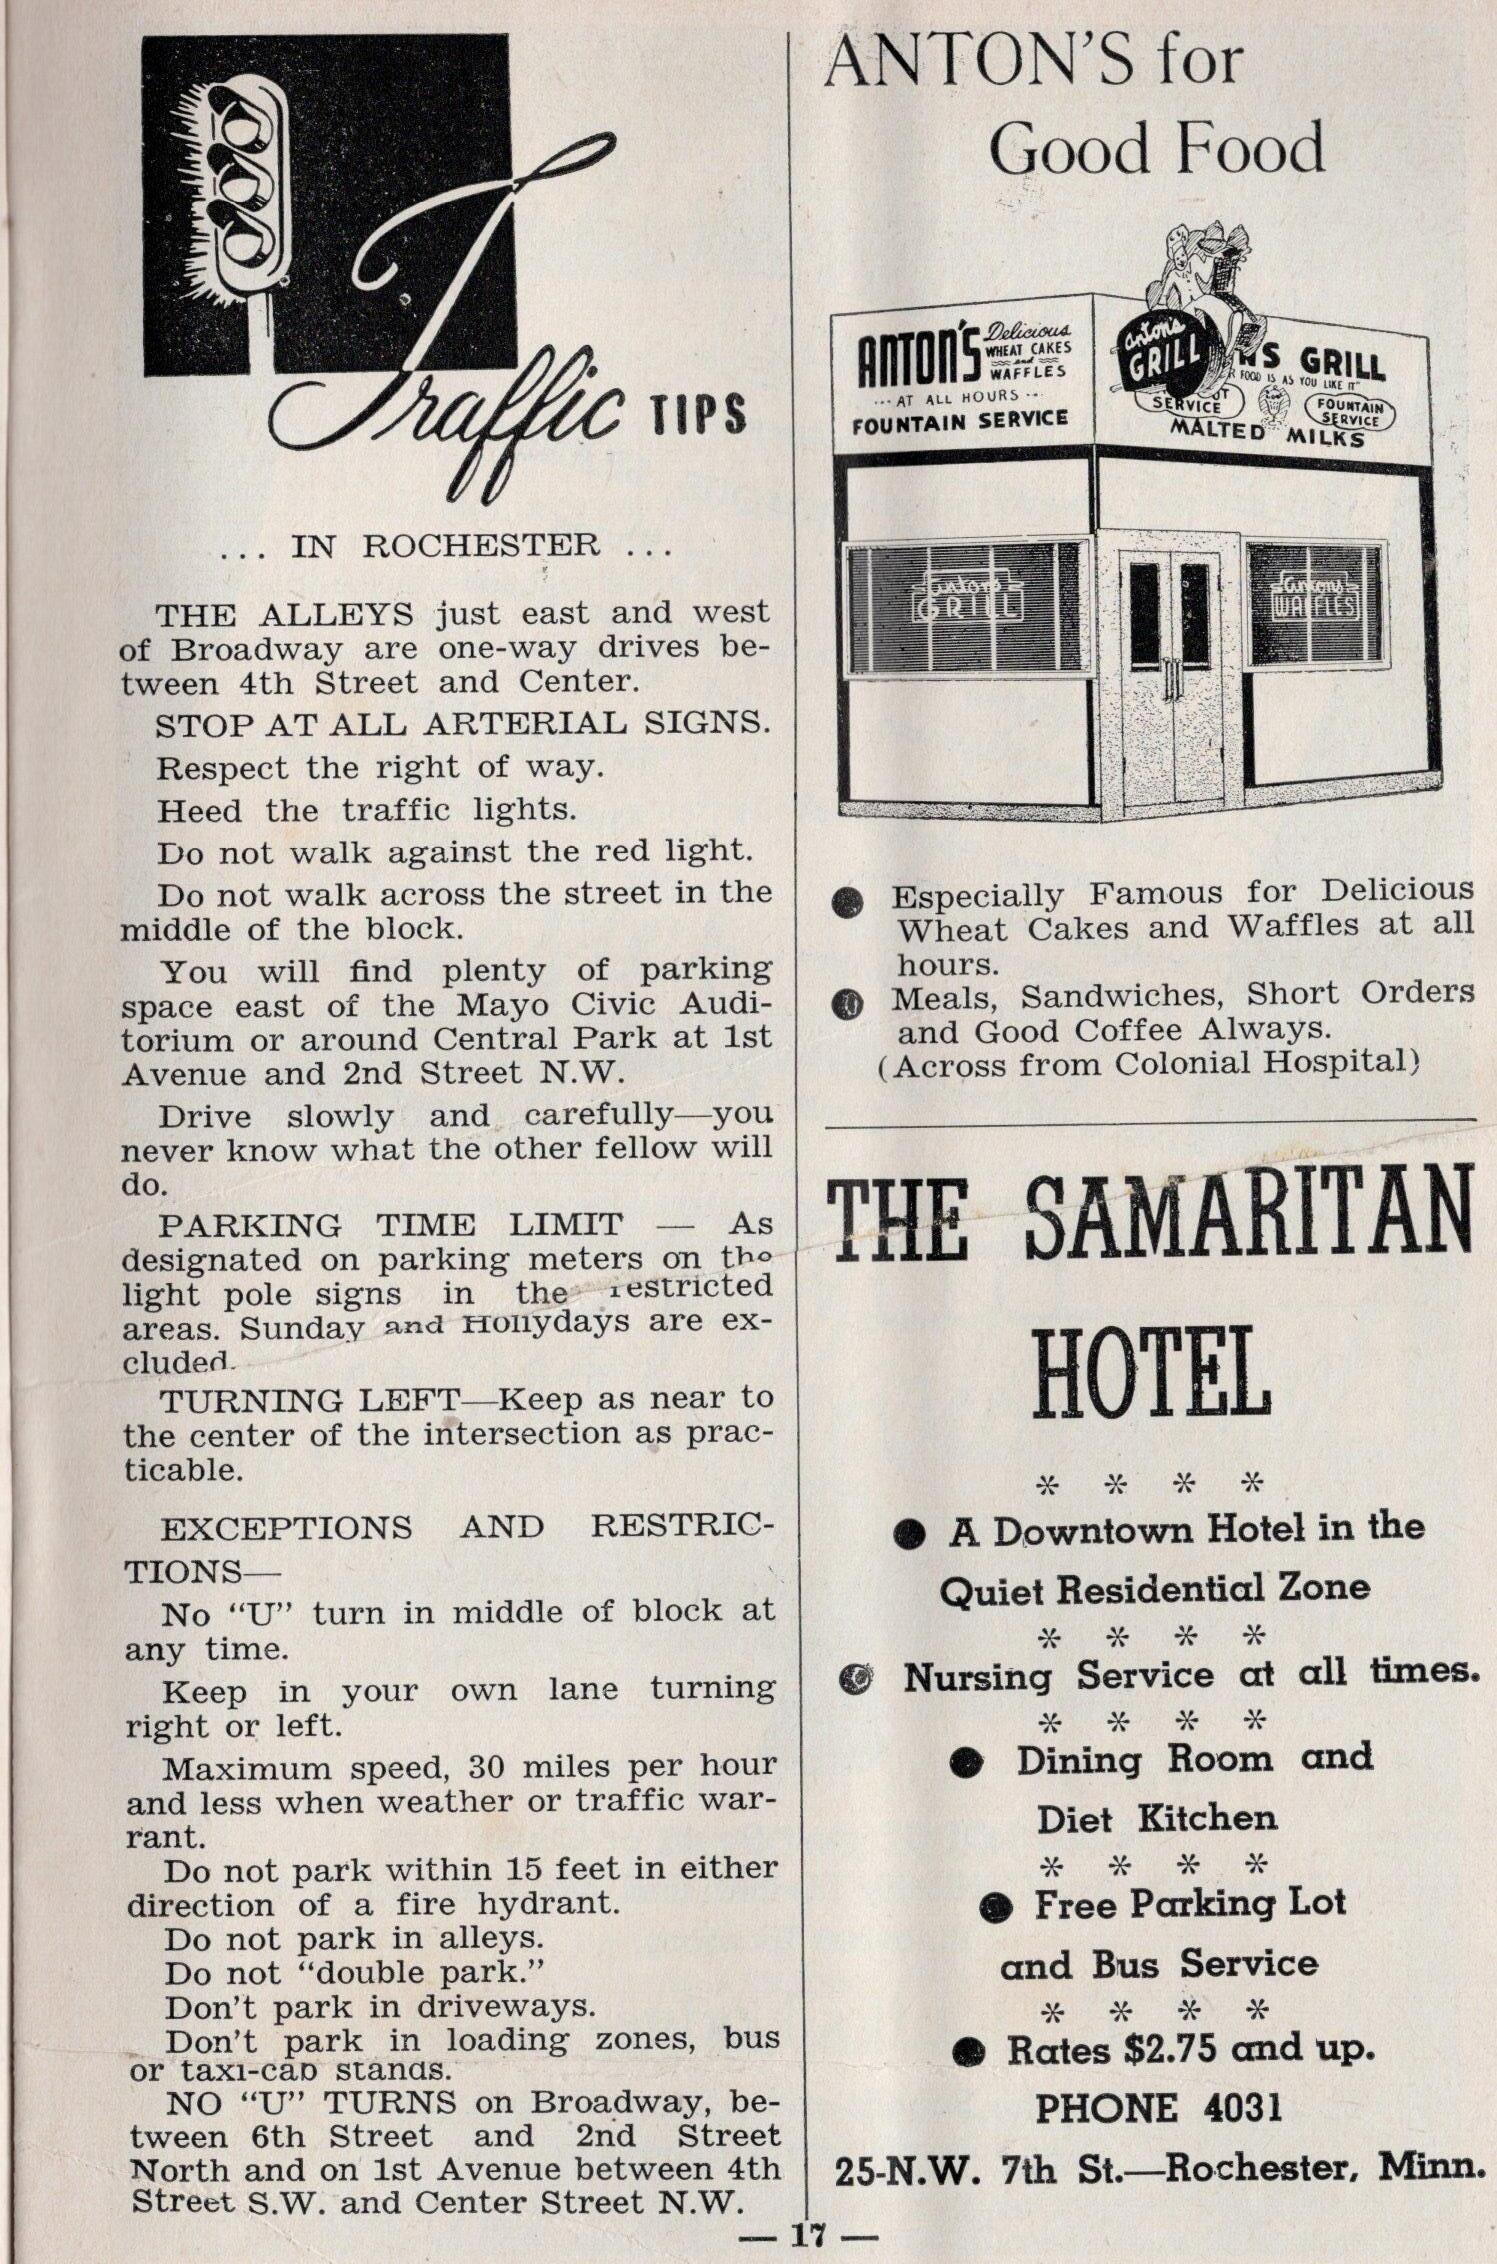 Traffic TIPS
... IN ROCHESTER ...
THE ALLEYS just east and west
of Broadway are one-way drives be-
tween 4th Street and Center.
STOP AT ALL ARTERIAL SIGNS.
Respect the right of way.
Heed the traffic lights.
Do not walk against the red light.
Do not walk across the street in the
middle of the block.
You will find plenty of parking
space east of the Mayo Civic Audi-
torium or around Central Park at 1st
Avenue and 2nd Street N.W.
Drive slowly and carefully—you
never know what the other fellow will
do.
PARKING TIME LIMIT — As
designated on parking meters on the
light pole signs in the restricted
areas. Sunday and Hollydays are ex-
cluded.
TURNING LEFT—Keep as near to
the center of the intersection as prac-
ticable.
EXCEPTIONS AND RESTRIC-
TIONS—
No "U" turn in middle of block at
any time.
Keep in your own lane turning
right or left.
Maximum speed, 30 miles per hour
and less when weather or traffic war-
rant.
Do not park within 15 feet in either
direction of a fire hydrant.
Do not park in alleys.
Do not "double park."
Don't park in driveways.
Don't park in loading zones, bus
or taxi-cab stands.
NO "U" TURNS on Broadway, be-
tween 6th Street and 2nd Street
North and on 1st Avenue between 4th
Street S.W. and Center Street N.W.
ANTON'S for
Good Food
ANTON'S Delicious
WHEAT CAKES
and
WAFFLES
... AT ALL HOURS ...
FOUNTAIN SERVICE
anton's
GRILL
NS GRILL
R FOOD IS AS YOU LIKE IT"
SERVICE
FOUNTAIN
SERVICE
MALTED MILKS
Antons
GRILL
Antons
WAFFLES
● Especially Famous for Delicious
Wheat Cakes and Waffles at all
hours.
● Meals, Sandwiches, Short Orders
and Good Coffee Always.
(Across from Colonial Hospital)
THE SAMARITAN
HOTEL
* * * *
● A Downtown Hotel in the
Quiet Residential Zone
* * * *
● Nursing Service at all times.
* * * *
● Dining Room and
Diet Kitchen
* * * *
● Free Parking Lot
and Bus Service
* * * *
● Rates $2.75 and up.
PHONE 4031
25-N.W. 7th St.—Rochester, Minn.
— 17 —